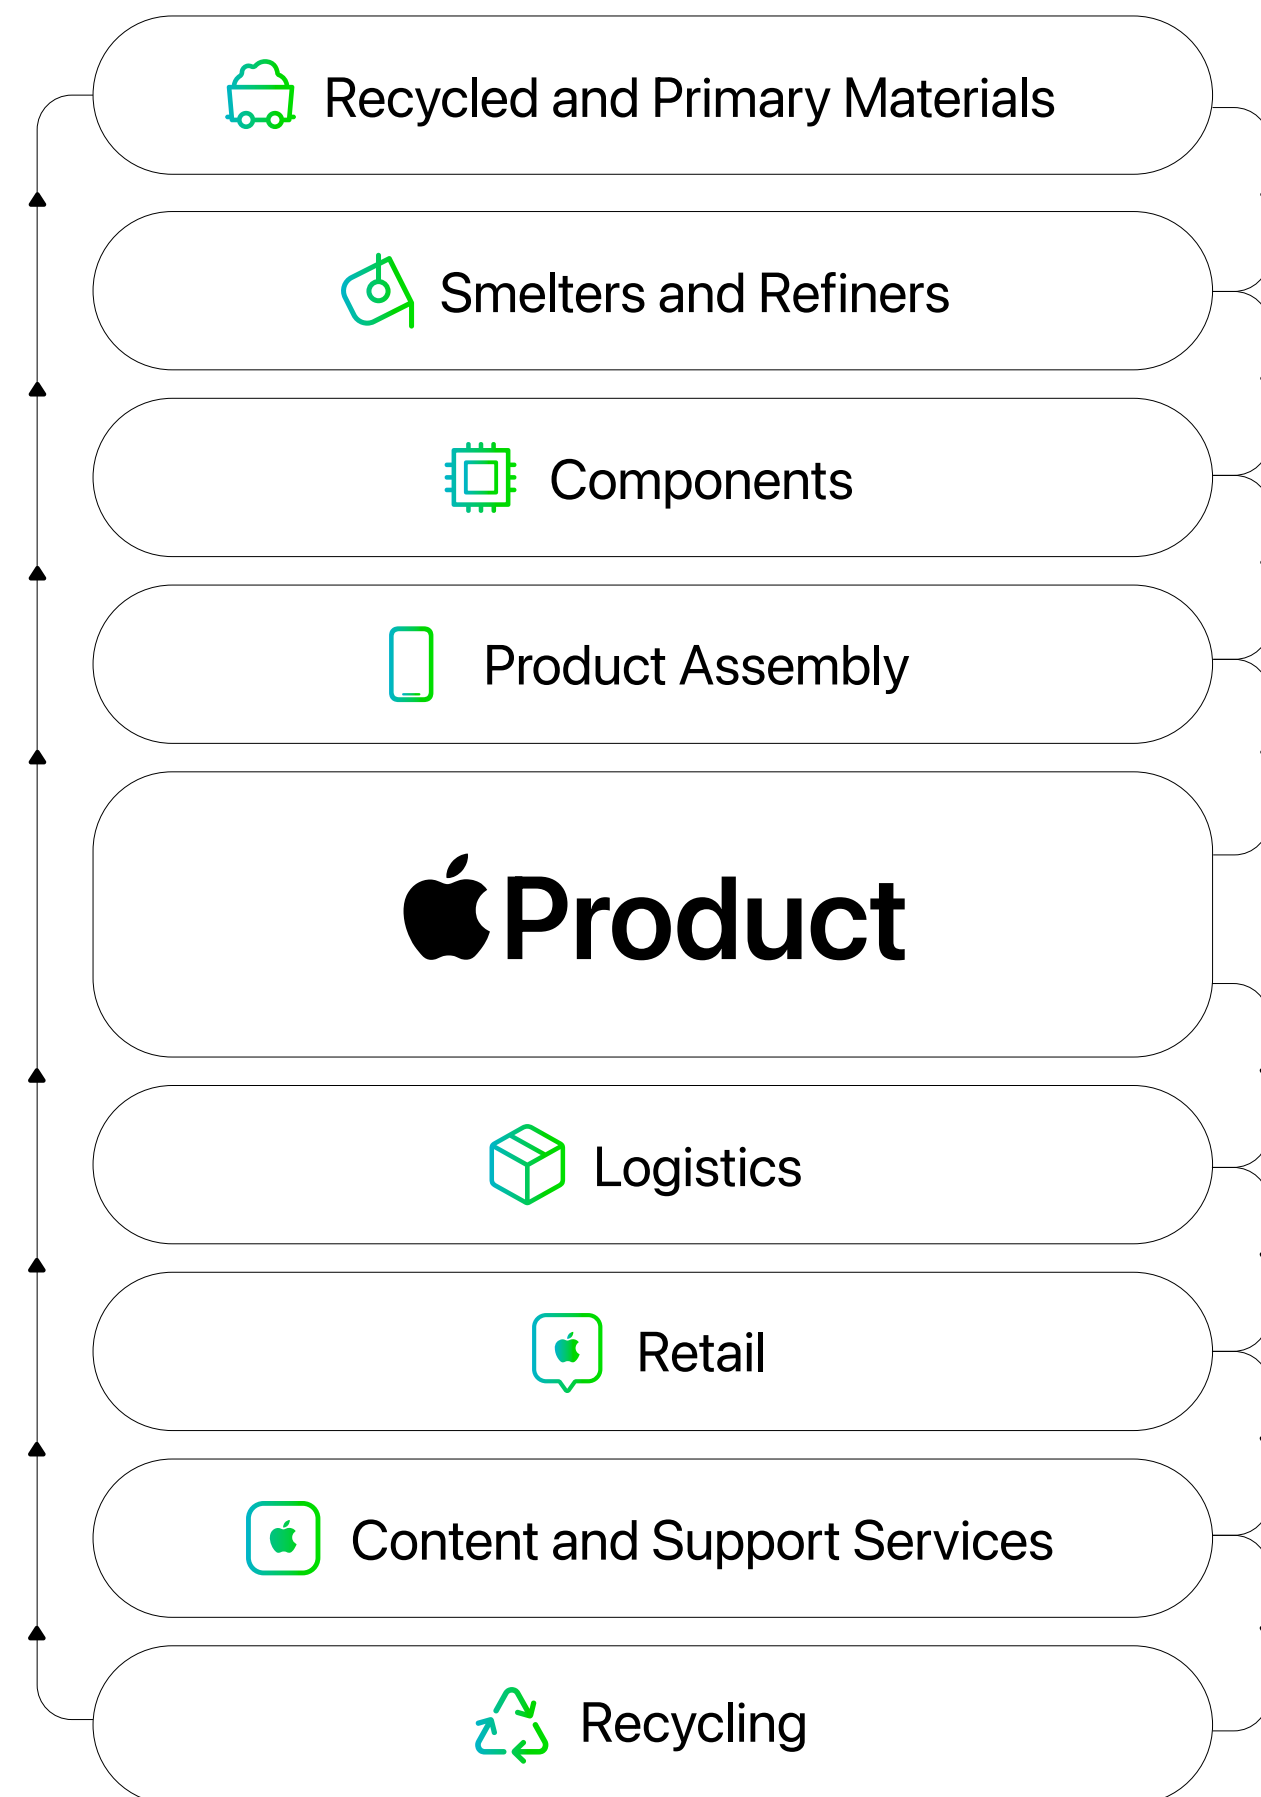 Recycled and Primary Materials
Smelters and Refiners
Components
Product Assembly
Product
Logistics
Retail
Content and Support Services
Recycling